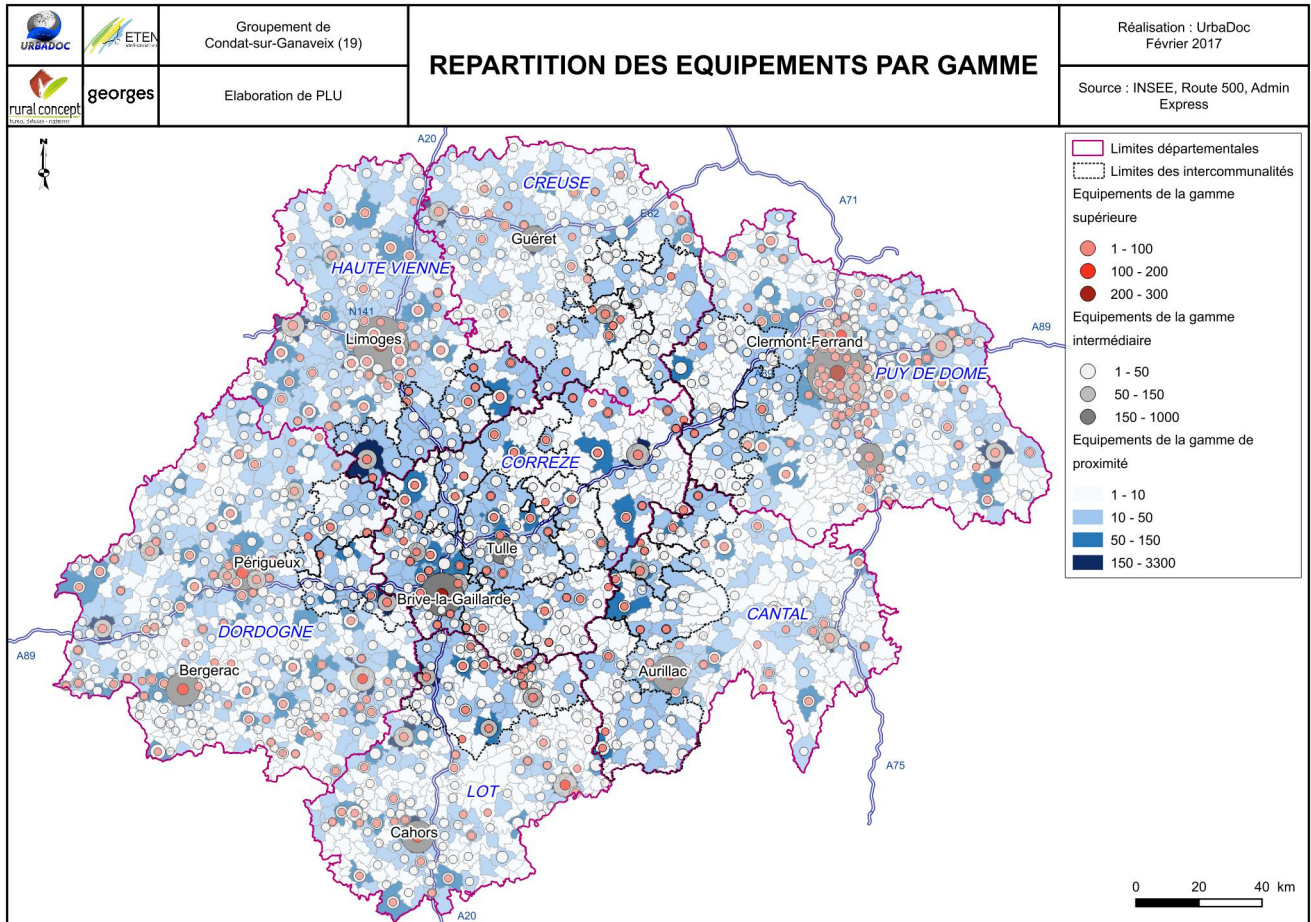 URBADOC
ETEN
Groupement de
Condat-sur-Ganaveix (19)
rural concept
georges
Elaboration de PLU
REPARTITION DES EQUIPEMENTS PAR GAMME
Réalisation : UrbaDoc
Février 2017
Source : INSEE, Route 500, Admin
Express
N
A20
CREUSE
A71
E62
Guéret
HAUTE VIENNE
N141
Limoges
Clermont-Ferrand
A89
PUY DE DOME
CORREZE
Tulle
Périgueux
Brive-la-Gaillarde
CANTAL
DORDOGNE
A89
Bergerac
Aurillac
A75
LOT
Cahors
A20
Limites départementales
Limites des intercommunalités
Equipements de la gamme
supérieure
1 - 100
100 - 200
200 - 300
Equipements de la gamme
intermédiaire
1 - 50
50 - 150
150 - 1000
Equipements de la gamme de
proximité
1 - 10
10 - 50
50 - 150
150 - 3300
0 20 40 km